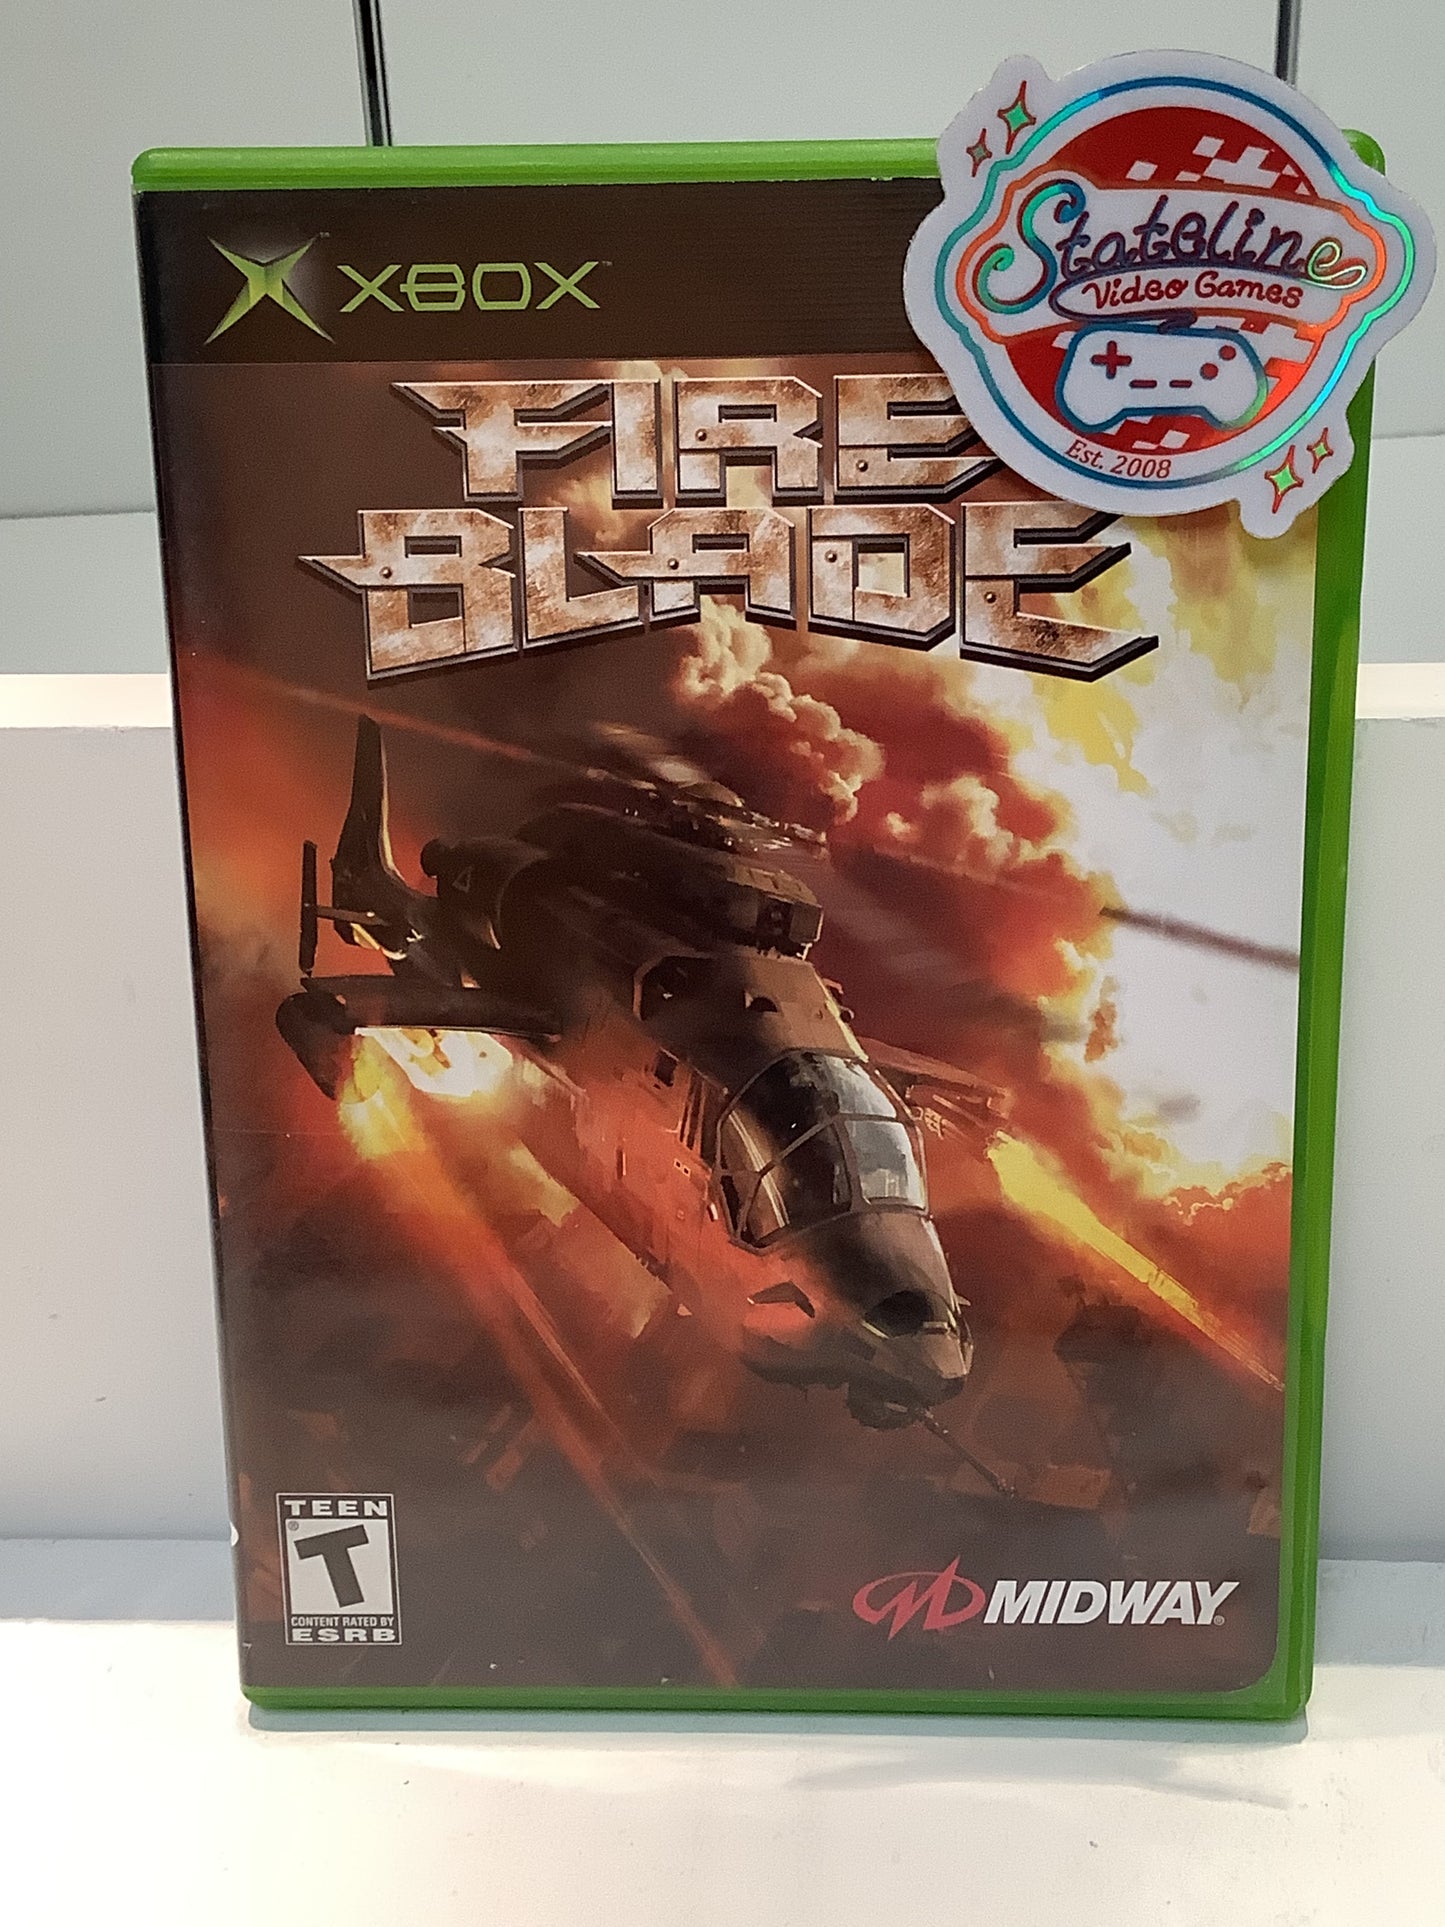 XBOX
Stateline
Video Games
Est. 2008
FIRE
BLADE
TEEN
T
CONTENT RATED BY
ESRB
MIDWAY